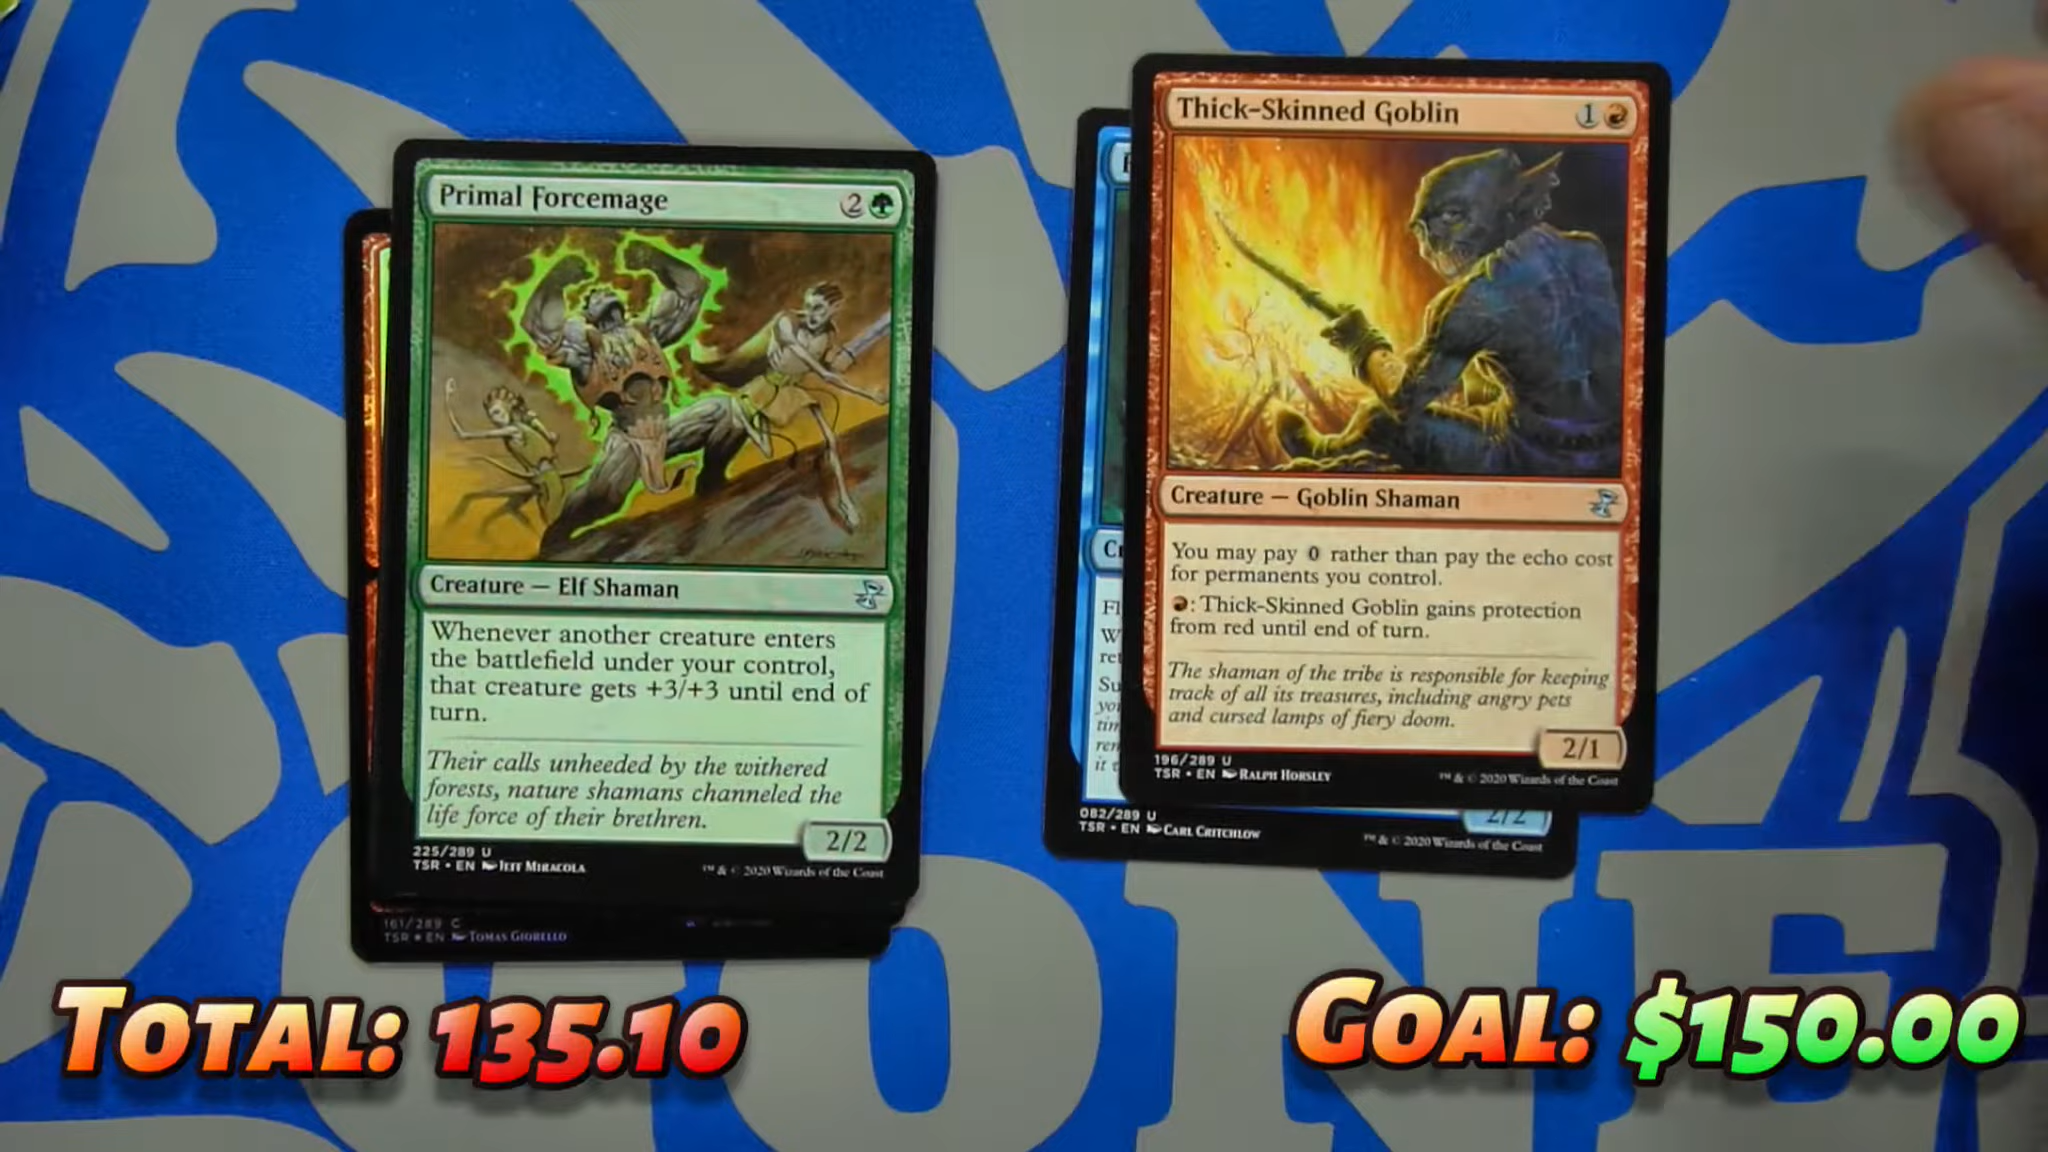 Primal Forcemage 2
Creature — Elf Shaman
Whenever another creature enters
the battlefield under your control,
that creature gets +3/+3 until end of
turn.
Their calls unheeded by the withered
forests, nature shamans channeled the
life force of their brethren.
2/2
225/289 U
TSR • EN Jeff Miracola
™ & © 2020 Wizards of the Coast
161/289 C
TSR • EN Tomas Giorello
Thick-Skinned Goblin 1
Creature — Goblin Shaman
You may pay 0 rather than pay the echo cost
for permanents you control.
: Thick-Skinned Goblin gains protection
from red until end of turn.
The shaman of the tribe is responsible for keeping
track of all its treasures, including angry pets
and cursed lamps of fiery doom.
2/1
196/289 U
TSR • EN Ralph Horsley
™ & © 2020 Wizards of the Coast
2/2
082/289 U
TSR • EN Carl Critchlow
™ & © 2020 Wizards of the Coast
Total: 135.10
Goal: $150.00